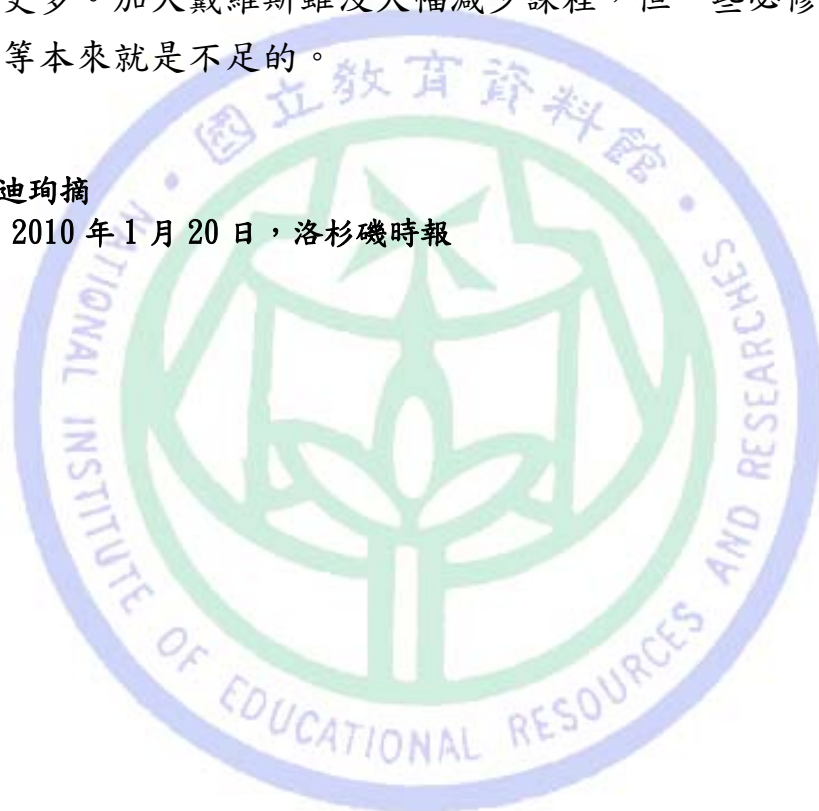 更多。加大戴維斯雖沒大幅減少課程，但一些必修
等本來就是不足的。
迪珣摘
2010 年 1 月 20 日，洛杉磯時報
• 國立教育資料館 •
NATIONAL INSTITUTE OF EDUCATIONAL RESOURCES AND RESEARCHES